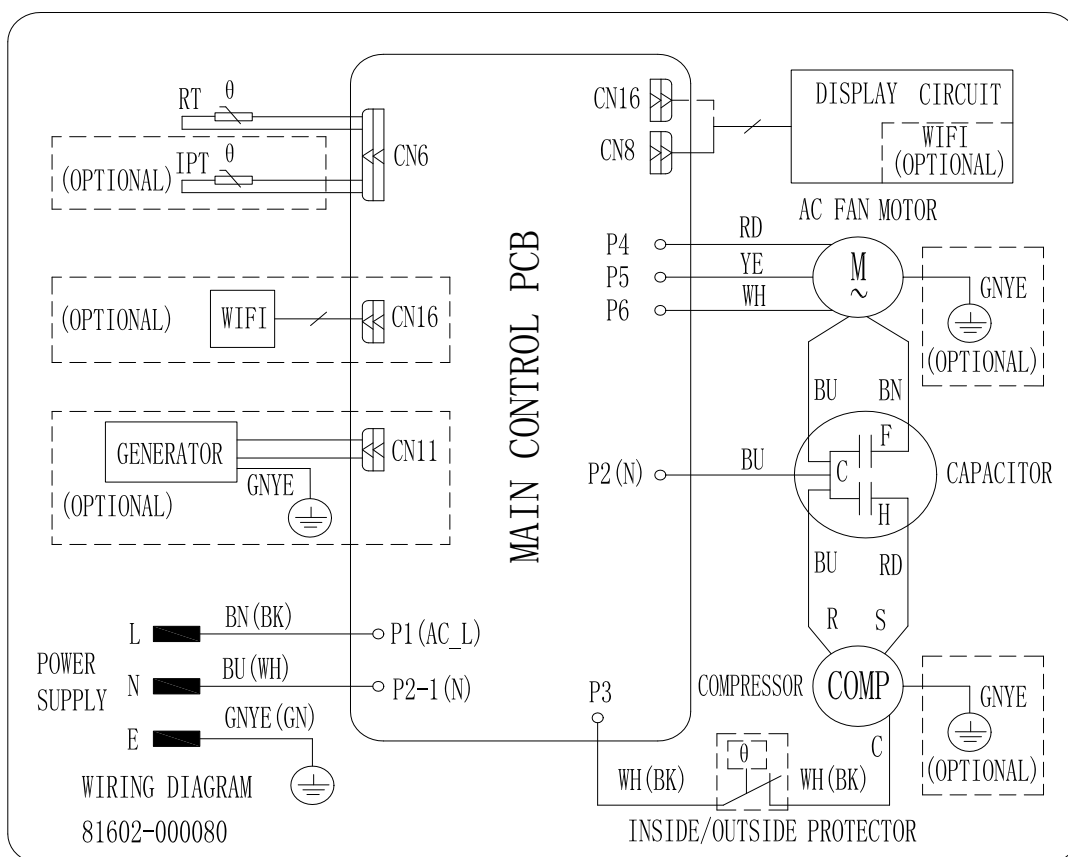 RT θ
(OPTIONAL) IPT θ
CN6
(OPTIONAL) WIFI CN16
GENERATOR CN11
GNYE
(OPTIONAL)
L BN(BK) P1(AC_L)
POWER
SUPPLY
N BU(WH) P2-1(N)
E GNYE(GN)
WIRING DIAGRAM
81602-000080
MAIN CONTROL PCB
CN16
CN8
DISPLAY CIRCUIT
WIFI
(OPTIONAL)
AC FAN MOTOR
P4 RD
P5 YE
P6 WH
M
~
GNYE
(OPTIONAL)
BU BN
P2(N) BU
F
C
H
CAPACITOR
BU RD
R S
COMPRESSOR COMP
GNYE
(OPTIONAL)
C
P3
θ
WH(BK) WH(BK)
INSIDE/OUTSIDE PROTECTOR